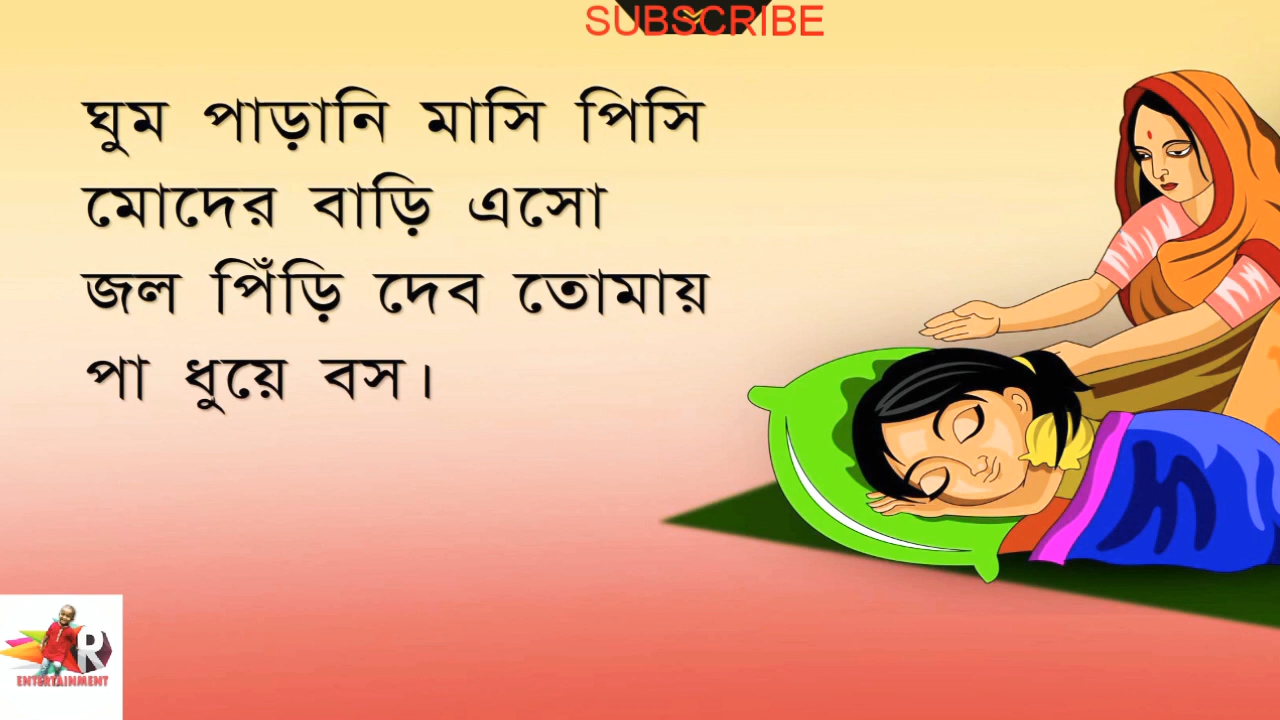 SUBSCRIBE
ঘুম পাড়ানি মাসি পিসি
মোদের বাড়ি এসো
জল পিঁড়ি দেব তোমায়
পা ধুয়ে বস।
R
ENTERTAINMENT